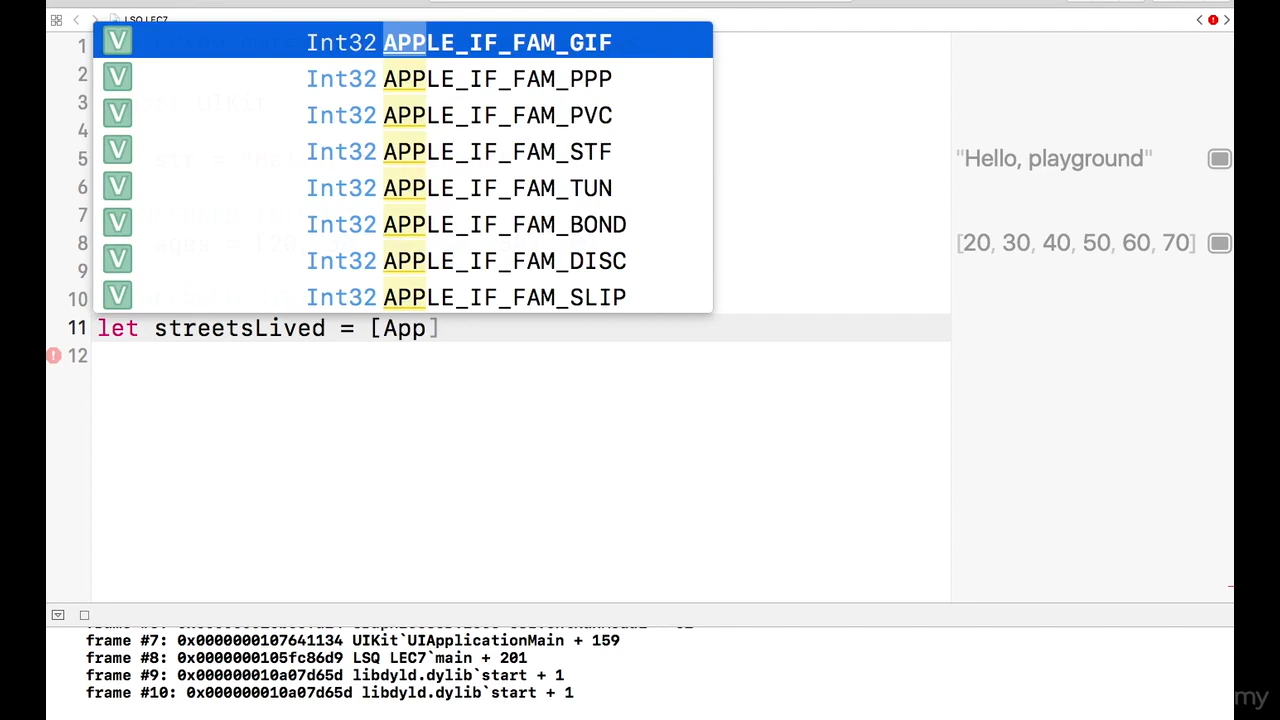 LSQ LEC7
1
2
3
4
5
6
7
8
9
10
11
12
Int32 APPLE_IF_FAM_GIF
Int32 APPLE_IF_FAM_PPP
Int32 APPLE_IF_FAM_PVC
Int32 APPLE_IF_FAM_STF
Int32 APPLE_IF_FAM_TUN
Int32 APPLE_IF_FAM_BOND
Int32 APPLE_IF_FAM_DISC
Int32 APPLE_IF_FAM_SLIP
let streetsLived = [App]
"Hello, playground"
[20, 30, 40, 50, 60, 70]
frame #7: 0x0000000107641134 UIKit`UIApplicationMain + 159
frame #8: 0x0000000105fc86d9 LSQ LEC7`main + 201
frame #9: 0x000000010a07d65d libdyld.dylib`start + 1
frame #10: 0x000000010a07d65d libdyld.dylib`start + 1
my